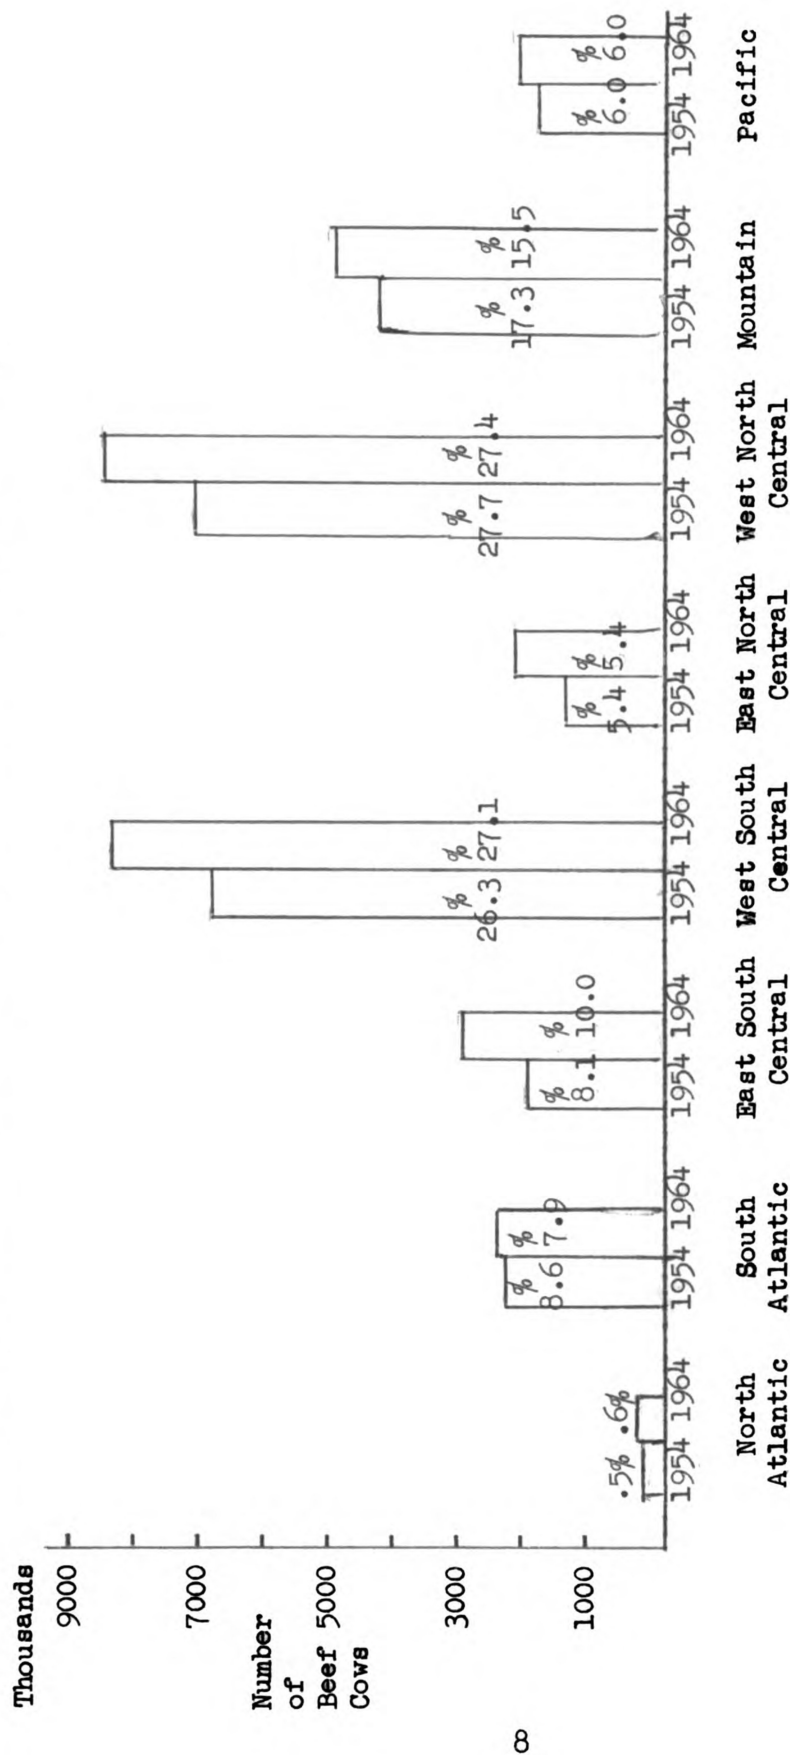 Thousands
9000
7000
Number
of
Beef 5000
Cows
3000
1000
.5% .6%
1954 1964
North
Atlantic
% %
8.6 7.9
1954 1964
South
Atlantic
% %
8.1 10.0
1954 1964
East South
Central
% %
26.3 27.1
1954 1964
West South
Central
% %
5.4 5.4
1954 1964
East North
Central
% %
27.7 27.4
1954 1964
West North
Central
% %
17.3 15.5
1954 1964
Mountain
% %
6.0 6.0
1954 1964
Pacific
8